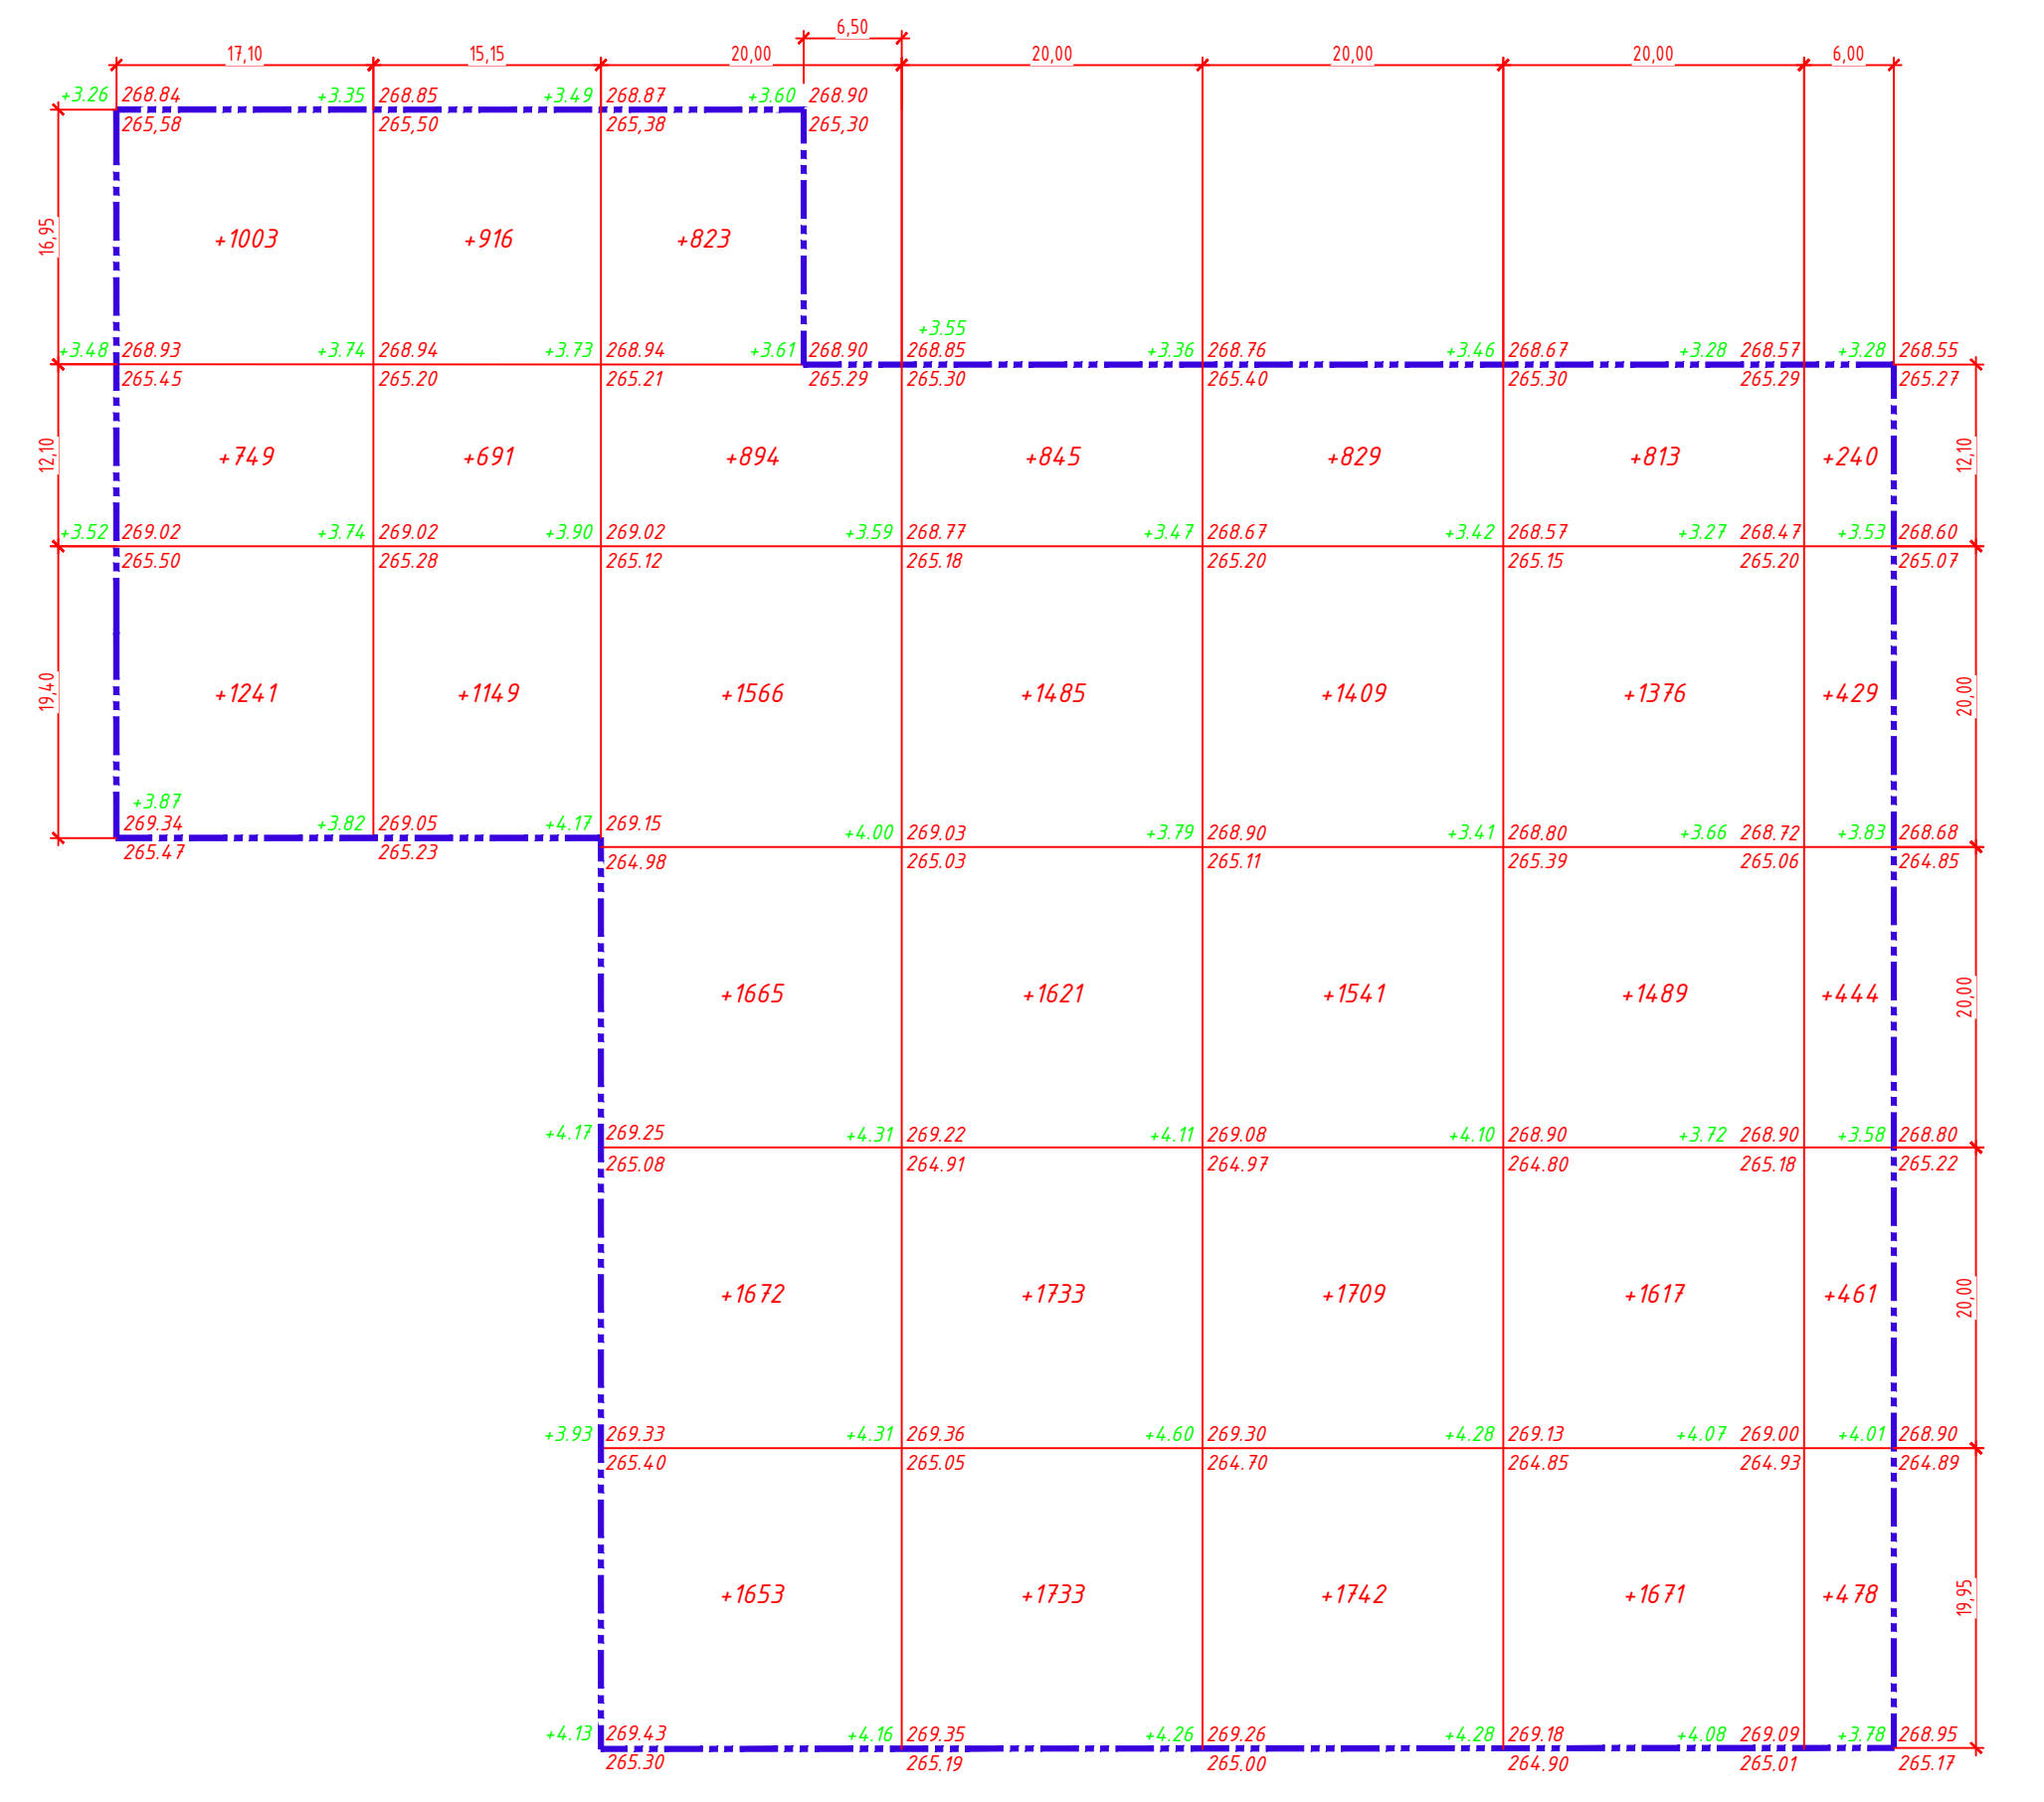 6,50
17,10 15,15 20,00 20,00 20,00 20,00 6,00
+3.26 268.84 +3.35 268.85 +3.49 268.87 +3.60 268.90
265,58 265,50 265,38 265,30
16,95 +1003 +916 +823
+3.55
+3.48 268.93 +3.74 268.94 +3.73 268.94 +3.61 268.90 268.85 +3.36 268.76 +3.46 268.67 +3.28 268.57 +3.28 268.55
265.45 265.20 265.21 265.29 265.30 265.40 265.30 265.29 265.27
12,10 +749 +691 +894 +845 +829 +813 +240 12,10
+3.52 269.02 +3.74 269.02 +3.90 269.02 +3.59 268.77 +3.47 268.67 +3.42 268.57 +3.27 268.47 +3.53 268.60
265.50 265.28 265.12 265.18 265.20 265.15 265.20 265.07
19,40 +1241 +1149 +1566 +1485 +1409 +1376 +429 20,00
+3.87
269.34 +3.82 269.05 +4.17 269.15 +4.00 269.03 +3.79 268.90 +3.41 268.80 +3.66 268.72 +3.83 268.68
265.47 265.23 264.98 265.03 265.11 265.39 265.06 264.85
+1665 +1621 +1541 +1489 +444 20,00
+4.17 269.25 +4.31 269.22 +4.11 269.08 +4.10 268.90 +3.72 268.90 +3.58 268.80
265.08 264.91 264.97 264.80 265.18 265.22
+1672 +1733 +1709 +1617 +461 20,00
+3.93 269.33 +4.31 269.36 +4.60 269.30 +4.28 269.13 +4.07 269.00 +4.01 268.90
265.40 265.05 264.70 264.85 264.93 264.89
+1653 +1733 +1742 +1671 +478 19,95
+4.13 269.43 +4.16 269.35 +4.26 269.26 +4.28 269.18 +4.08 269.09 +3.78 268.95
265.30 265.19 265.00 264.90 265.01 265.17